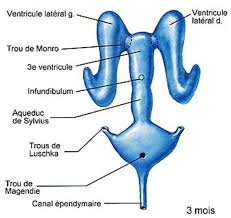 Ventricule latéral g.
Ventricule
latéral d.
Trou de Monro
3e ventricule
Infundibulum
Aqueduc
de Sylvius
Trous de
Luschka
Trou de
Magendie
Canal épendymaire
3 mois